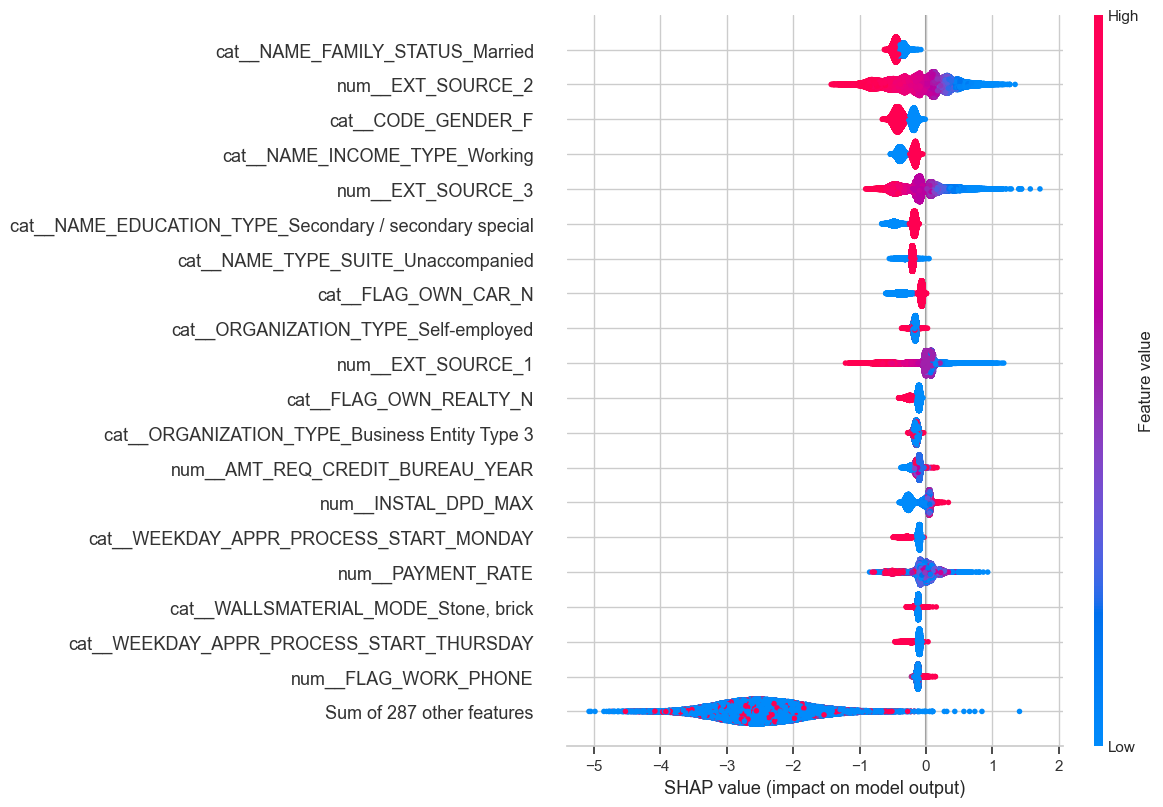 High
cat__NAME_FAMILY_STATUS_Married
num__EXT_SOURCE_2
cat__CODE_GENDER_F
cat__NAME_INCOME_TYPE_Working
num__EXT_SOURCE_3
cat__NAME_EDUCATION_TYPE_Secondary / secondary special
cat__NAME_TYPE_SUITE_Unaccompanied
cat__FLAG_OWN_CAR_N
cat__ORGANIZATION_TYPE_Self-employed
num__EXT_SOURCE_1
cat__FLAG_OWN_REALTY_N
cat__ORGANIZATION_TYPE_Business Entity Type 3
num__AMT_REQ_CREDIT_BUREAU_YEAR
num__INSTAL_DPD_MAX
cat__WEEKDAY_APPR_PROCESS_START_MONDAY
num__PAYMENT_RATE
cat__WALLSMATERIAL_MODE_Stone, brick
cat__WEEKDAY_APPR_PROCESS_START_THURSDAY
num__FLAG_WORK_PHONE
Sum of 287 other features
Feature value
Low
−5 −4 −3 −2 −1 0 1 2
SHAP value (impact on model output)